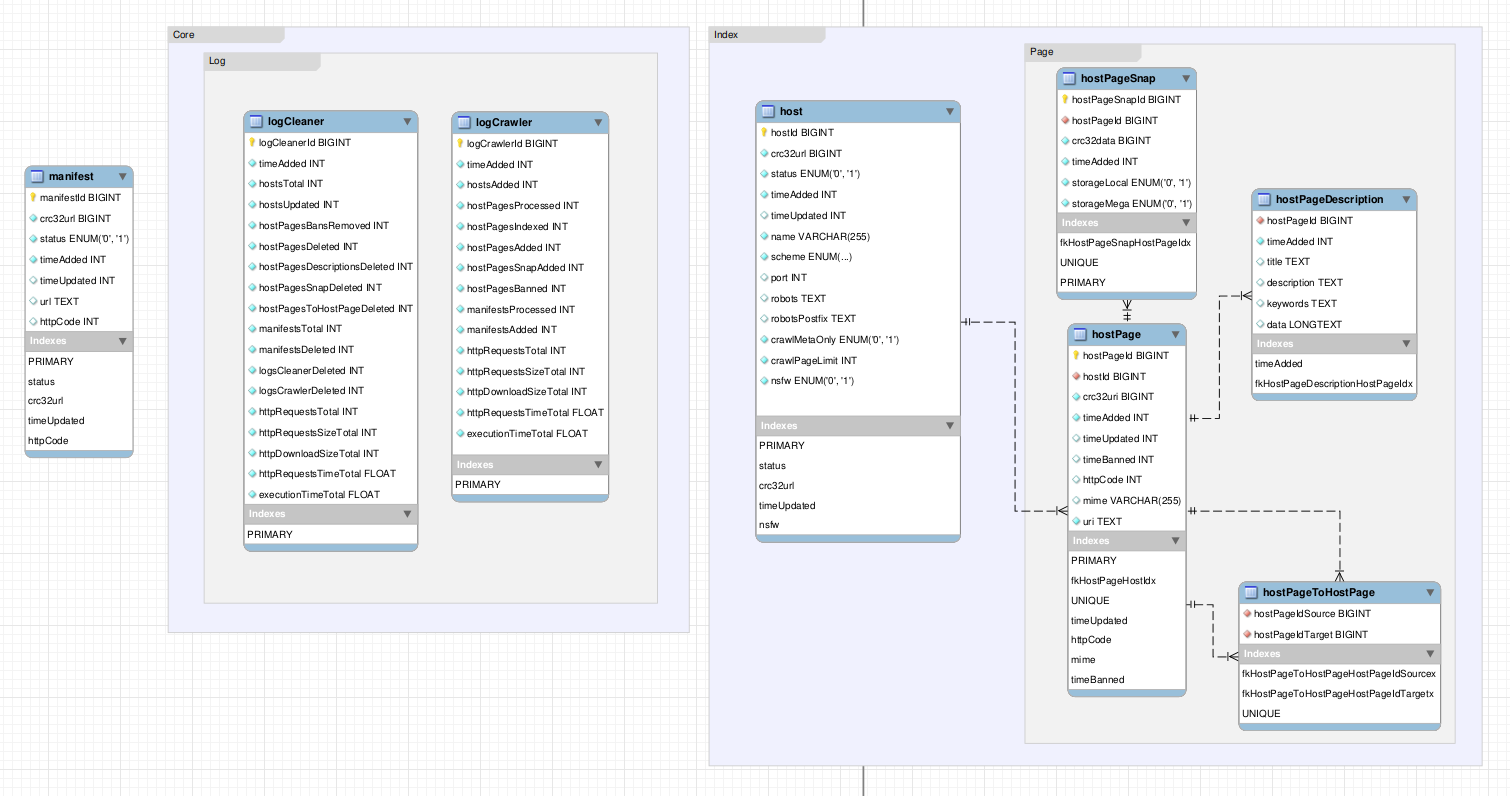 manifest
manifestId BIGINT
crc32url BIGINT
status ENUM('0', '1')
timeAdded INT
timeUpdated INT
url TEXT
httpCode INT
Indexes
PRIMARY
status
crc32url
timeUpdated
httpCode
Core
Log
logCleaner
logCleanerId BIGINT
timeAdded INT
hostsTotal INT
hostsUpdated INT
hostPagesBansRemoved INT
hostPagesDeleted INT
hostPagesDescriptionsDeleted INT
hostPagesSnapDeleted INT
hostPagesToHostPageDeleted INT
manifestsTotal INT
manifestsDeleted INT
logsCleanerDeleted INT
logsCrawlerDeleted INT
httpRequestsTotal INT
httpRequestsSizeTotal INT
httpDownloadSizeTotal INT
httpRequestsTimeTotal FLOAT
executionTimeTotal FLOAT
Indexes
PRIMARY
logCrawler
logCrawlerId BIGINT
timeAdded INT
hostsAdded INT
hostPagesProcessed INT
hostPagesIndexed INT
hostPagesAdded INT
hostPagesSnapAdded INT
hostPagesBanned INT
manifestsProcessed INT
manifestsAdded INT
httpRequestsTotal INT
httpRequestsSizeTotal INT
httpDownloadSizeTotal INT
httpRequestsTimeTotal FLOAT
executionTimeTotal FLOAT
Indexes
PRIMARY
Index
host
hostId BIGINT
crc32url BIGINT
status ENUM('0', '1')
timeAdded INT
timeUpdated INT
name VARCHAR(255)
scheme ENUM(...)
port INT
robots TEXT
robotsPostfix TEXT
crawlMetaOnly ENUM('0', '1')
crawlPageLimit INT
nsfw ENUM('0', '1')
Indexes
PRIMARY
status
crc32url
timeUpdated
nsfw
Page
hostPageSnap
hostPageSnapId BIGINT
hostPageId BIGINT
crc32data BIGINT
timeAdded INT
storageLocal ENUM('0', '1')
storageMega ENUM('0', '1')
Indexes
fkHostPageSnapHostPageIdx
UNIQUE
PRIMARY
hostPage
hostPageId BIGINT
hostId BIGINT
crc32uri BIGINT
timeAdded INT
timeUpdated INT
timeBanned INT
httpCode INT
mime VARCHAR(255)
uri TEXT
Indexes
PRIMARY
fkHostPageHostIdx
UNIQUE
timeUpdated
httpCode
mime
timeBanned
hostPageDescription
hostPageId BIGINT
timeAdded INT
title TEXT
description TEXT
keywords TEXT
data LONGTEXT
Indexes
timeAdded
fkHostPageDescriptionHostPageIdx
hostPageToHostPage
hostPageIdSource BIGINT
hostPageIdTarget BIGINT
Indexes
fkHostPageToHostPageHostPageIdSourcex
fkHostPageToHostPageHostPageIdTargetx
UNIQUE